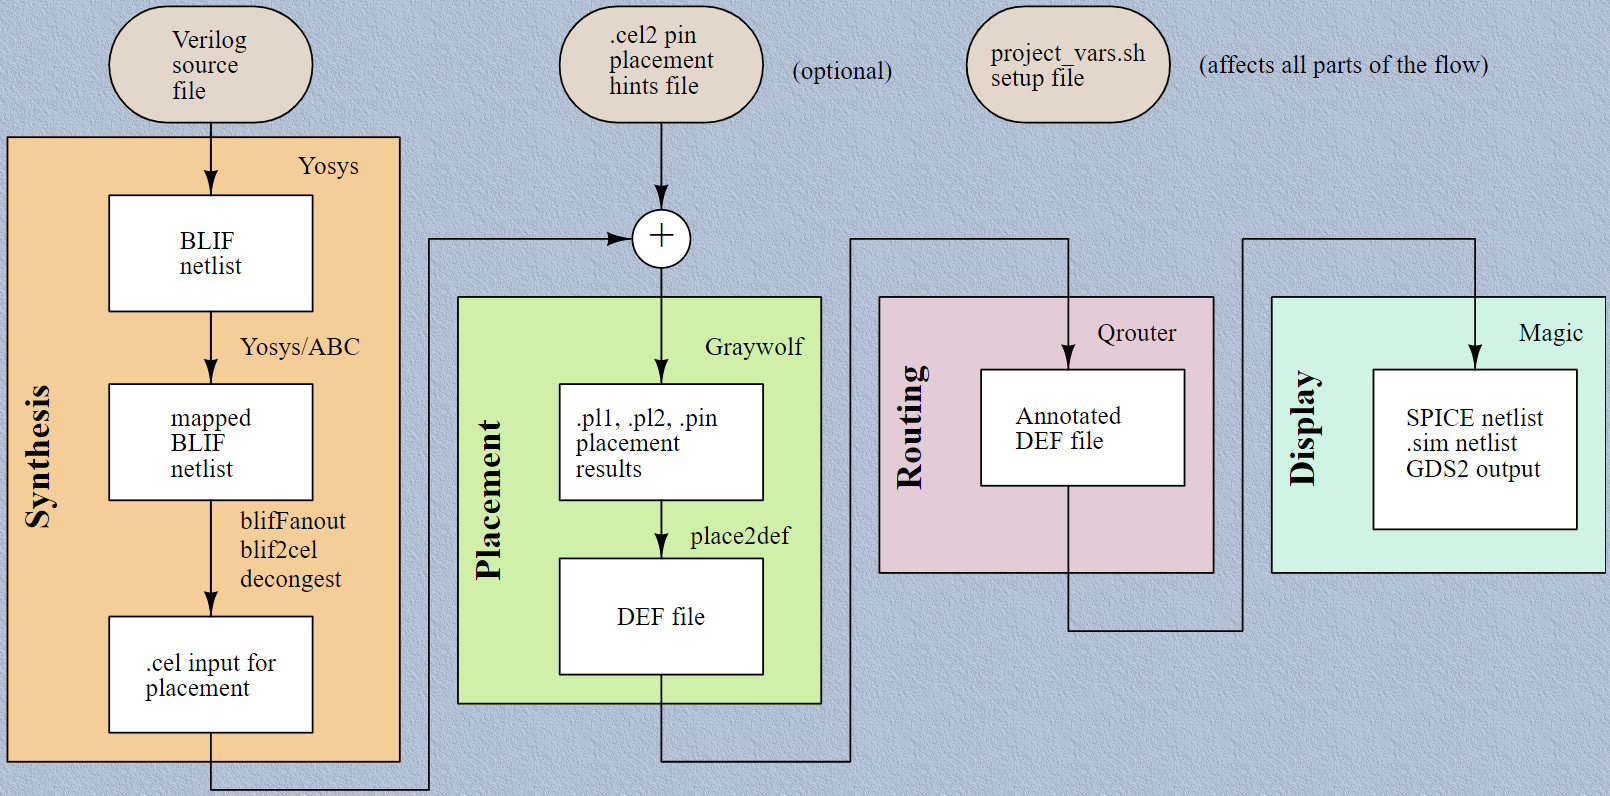 Verilog
source
file
.cel2 pin
placement
hints file
(optional)
project_vars.sh
setup file
(affects all parts of the flow)
Synthesis
Yosys
BLIF
netlist
Yosys/ABC
mapped
BLIF
netlist
blifFanout
blif2cel
decongest
.cel input for
placement
+
Placement
Graywolf
.pl1, .pl2, .pin
placement
results
place2def
DEF file
Routing
Qrouter
Annotated
DEF file
Display
Magic
SPICE netlist
.sim netlist
GDS2 output